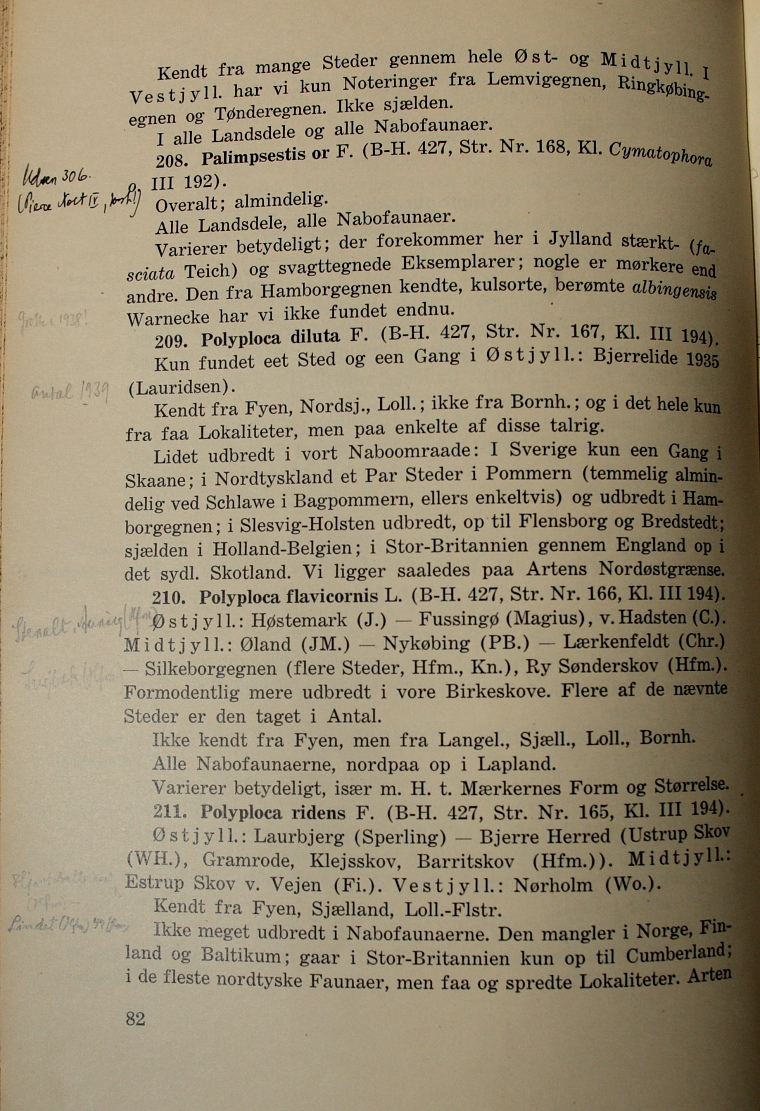 Kendt fra mange Steder gennem hele Øst- og Midtjyll. I
Vestjyll. har vi kun Noteringer fra Lemvigegnen, Ringkøbing-
egnen og Tønderegnen. Ikke sjælden.
I alle Landsdele og alle Nabofaunaer.
208. Palimpsestis or F. (B-H. 427, Str. Nr. 168, Kl. Cymatophora
306.
III 192).
Overalt; almindelig.
Alle Landsdele, alle Nabofaunaer.
Varierer betydeligt; der forekommer her i Jylland stærkt- (fa-
sciata Teich) og svagttegnede Eksemplarer; nogle er mørkere end
andre. Den fra Hamborgegnen kendte, kulsorte, berømte albingensis
Warnecke har vi ikke fundet endnu.
1938!
209. Polyploca diluta F. (B-H. 427, Str. Nr. 167, Kl. III 194).
Kun fundet eet Sted og een Gang i Østjyll.: Bjerrelide 1935
(Lauridsen).
Antal 1939
Kendt fra Fyen, Nordsj., Loll.; ikke fra Bornh.; og i det hele kun
fra faa Lokaliteter, men paa enkelte af disse talrig.
Lidet udbredt i vort Naboomraade: I Sverige kun een Gang i
Skaane; i Nordtyskland et Par Steder i Pommern (temmelig almin-
delig ved Schlawe i Bagpommern, ellers enkeltvis) og udbredt i Ham-
borgegnen; i Slesvig-Holsten udbredt, op til Flensborg og Bredstedt;
sjælden i Holland-Belgien; i Stor-Britannien gennem England op i
det sydl. Skotland. Vi ligger saaledes paa Artens Nordøstgrænse.
210. Polyploca flavicornis L. (B-H. 427, Str. Nr. 166, Kl. III 194).
Østjyll.: Høstemark (J.) — Fussingø (Magius), v. Hadsten (C.).
Midtjyll.: Øland (JM.) — Nykøbing (PB.) — Lærkenfeldt (Chr.)
— Silkeborgegnen (flere Steder, Hfm., Kn.), Ry Sønderskov (Hfm.).
Formodentlig mere udbredt i vore Birkeskove. Flere af de nævnte
Steder er den taget i Antal.
Ikke kendt fra Fyen, men fra Langel., Sjæll., Loll., Bornh.
Alle Nabofaunaerne, nordpaa op i Lapland.
Varierer betydeligt, især m. H. t. Mærkernes Form og Størrelse.
211. Polyploca ridens F. (B-H. 427, Str. Nr. 165, Kl. III 194).
Østjyll.: Laurbjerg (Sperling) — Bjerre Herred (Ustrup Skov
(WH.), Gramrode, Klejsskov, Barritskov (Hfm.)). Midtjyll.:
Estrup Skov v. Vejen (Fi.). Vestjyll.: Nørholm (Wo.).
Kendt fra Fyen, Sjælland, Loll.-Flstr.
Ikke meget udbredt i Nabofaunaerne. Den mangler i Norge, Fin-
land og Baltikum; gaar i Stor-Britannien kun op til Cumberland;
i de fleste nordtyske Faunaer, men faa og spredte Lokaliteter. Arten
82